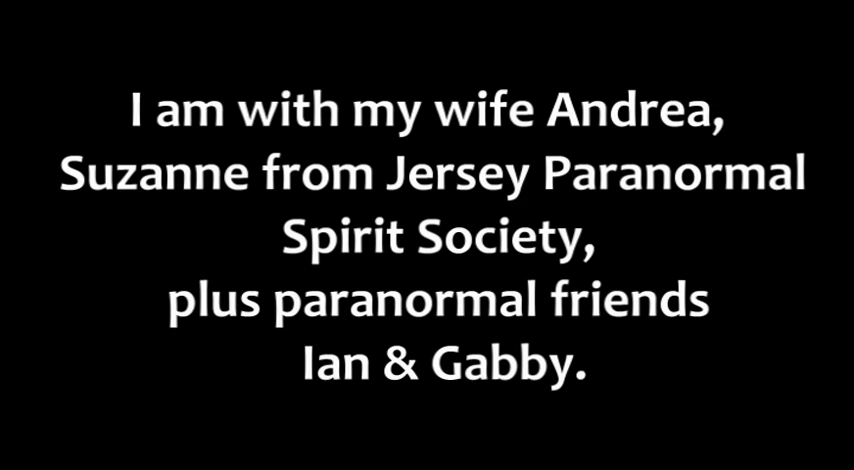 I am with my wife Andrea,
Suzanne from Jersey Paranormal
Spirit Society,
plus paranormal friends
Ian & Gabby.